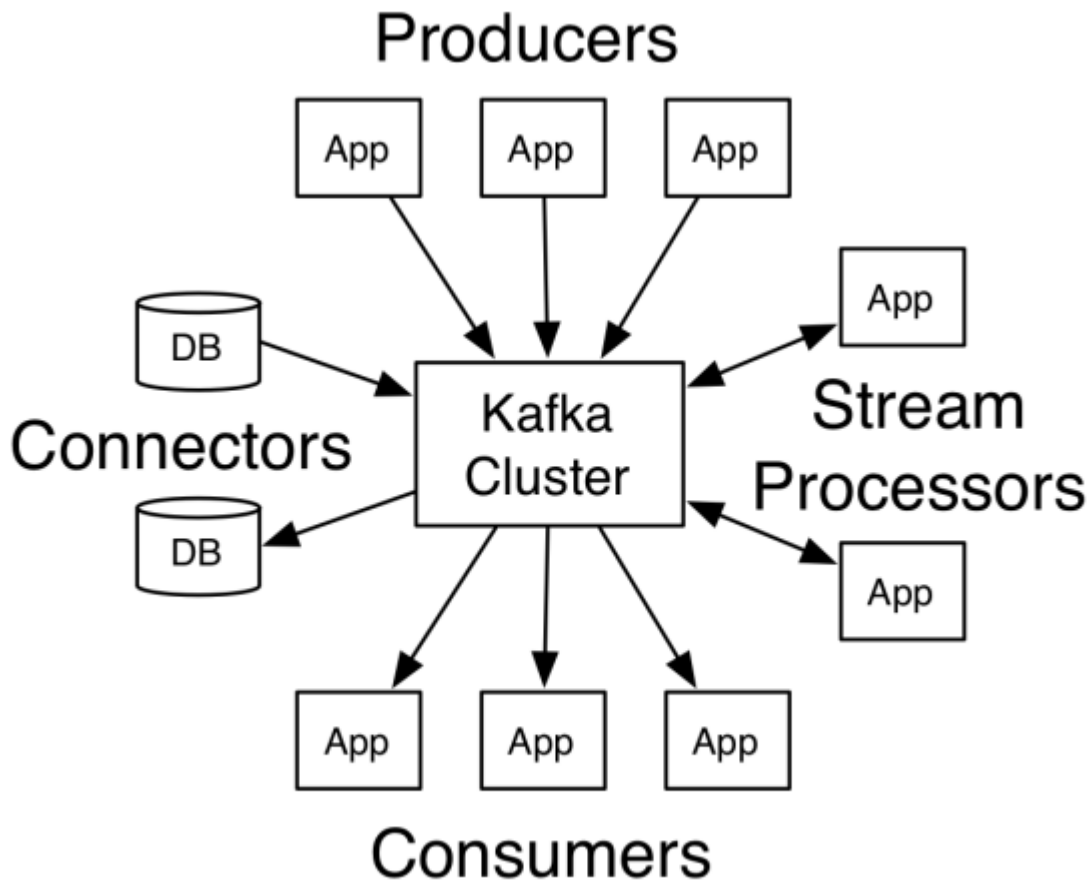 Producers
App
App
App
DB
App
Kafka
Cluster
Stream
Processors
Connectors
DB
App
App
App
App
Consumers